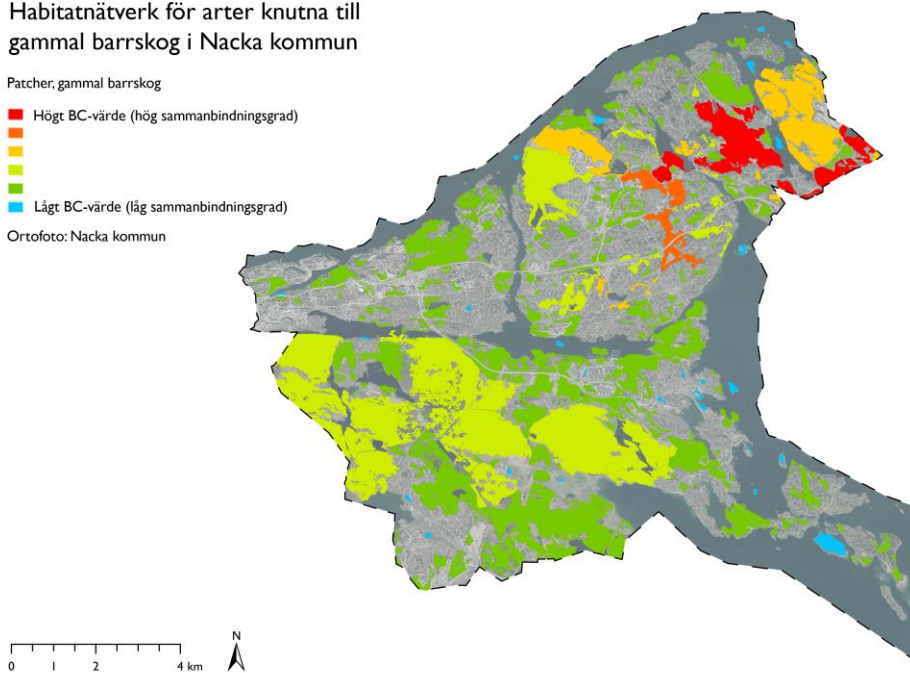 Habitatnätverk för arter knutna till
gammal barrskog i Nacka kommun
Patcher, gammal barrskog
Högt BC-värde (hög sammanbindningsgrad)
Lågt BC-värde (låg sammanbindningsgrad)
Ortofoto: Nacka kommun
N
0 1 2 4 km